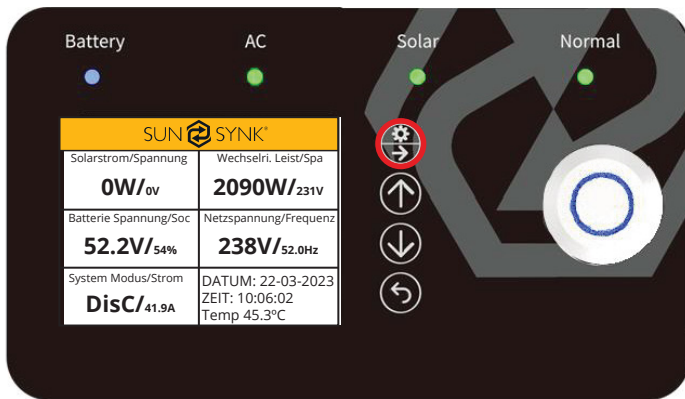 Battery AC Solar Normal
SUN SYNK®
Solarstrom/Spannung Wechselri. Leist/Spa
0W/0V 2090W/231V
Batterie Spannung/Soc Netzspannung/Frequenz
52.2V/54% 238V/52.0Hz
System Modus/Strom DATUM: 22-03-2023
DisC/41.9A ZEIT: 10:06:02
Temp 45.3ºC